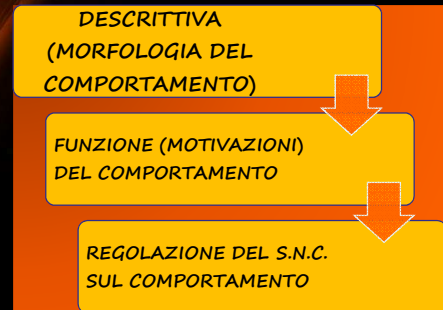 DESCRITTIVA
(MORFOLOGIA DEL
COMPORTAMENTO)
FUNZIONE (MOTIVAZIONI)
DEL COMPORTAMENTO
REGOLAZIONE DEL S.N.C.
SUL COMPORTAMENTO